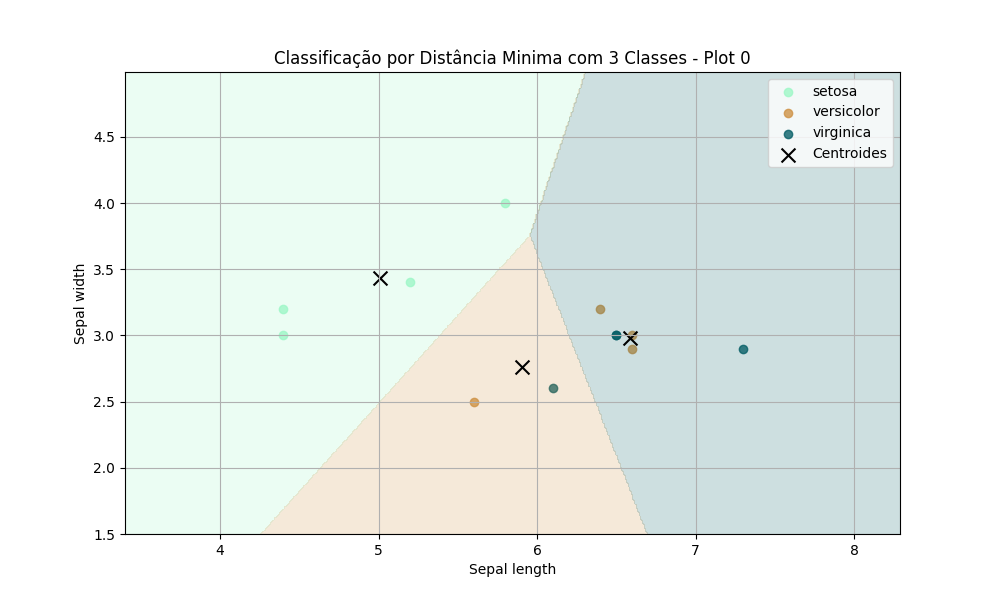 Classificação por Distância Minima com 3 Classes - Plot 0
setosa
versicolor
virginica
Centroides
4.5
4.0
3.5
3.0
2.5
2.0
1.5
Sepal width
4 5 6 7 8
Sepal length